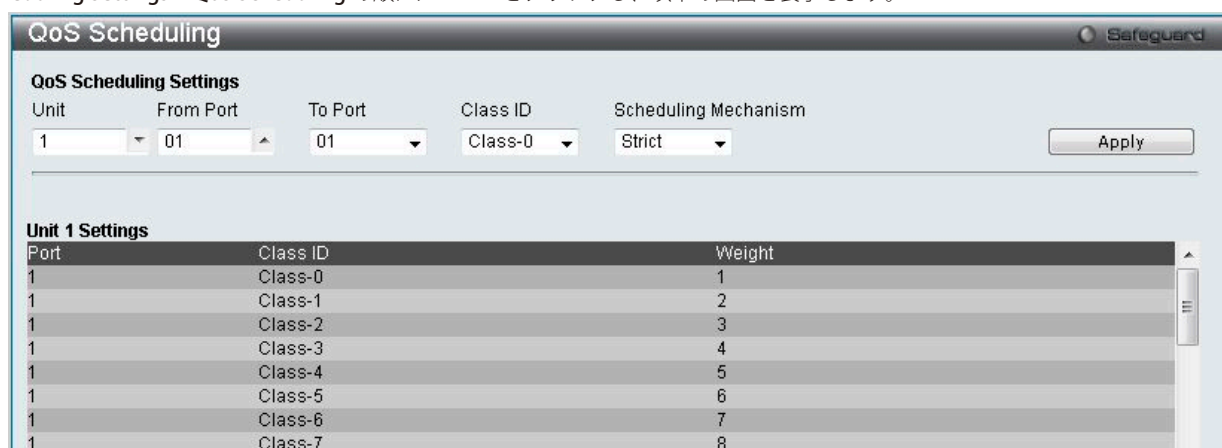 QoS Scheduling
Safeguard
QoS Scheduling Settings
Unit From Port To Port Class ID Scheduling Mechanism
1 01 01 Class-0 Strict Apply
Unit 1 Settings
Port Class ID Weight
1 Class-0 1
1 Class-1 2
1 Class-2 3
1 Class-3 4
1 Class-4 5
1 Class-5 6
1 Class-6 7
1 Class-7 8